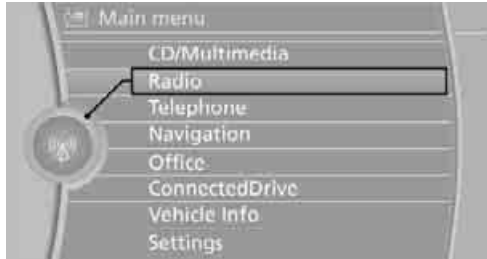 Main menu
CD/Multimedia
Radio
Telephone
Navigation
Office
ConnectedDrive
Vehicle Info
Settings